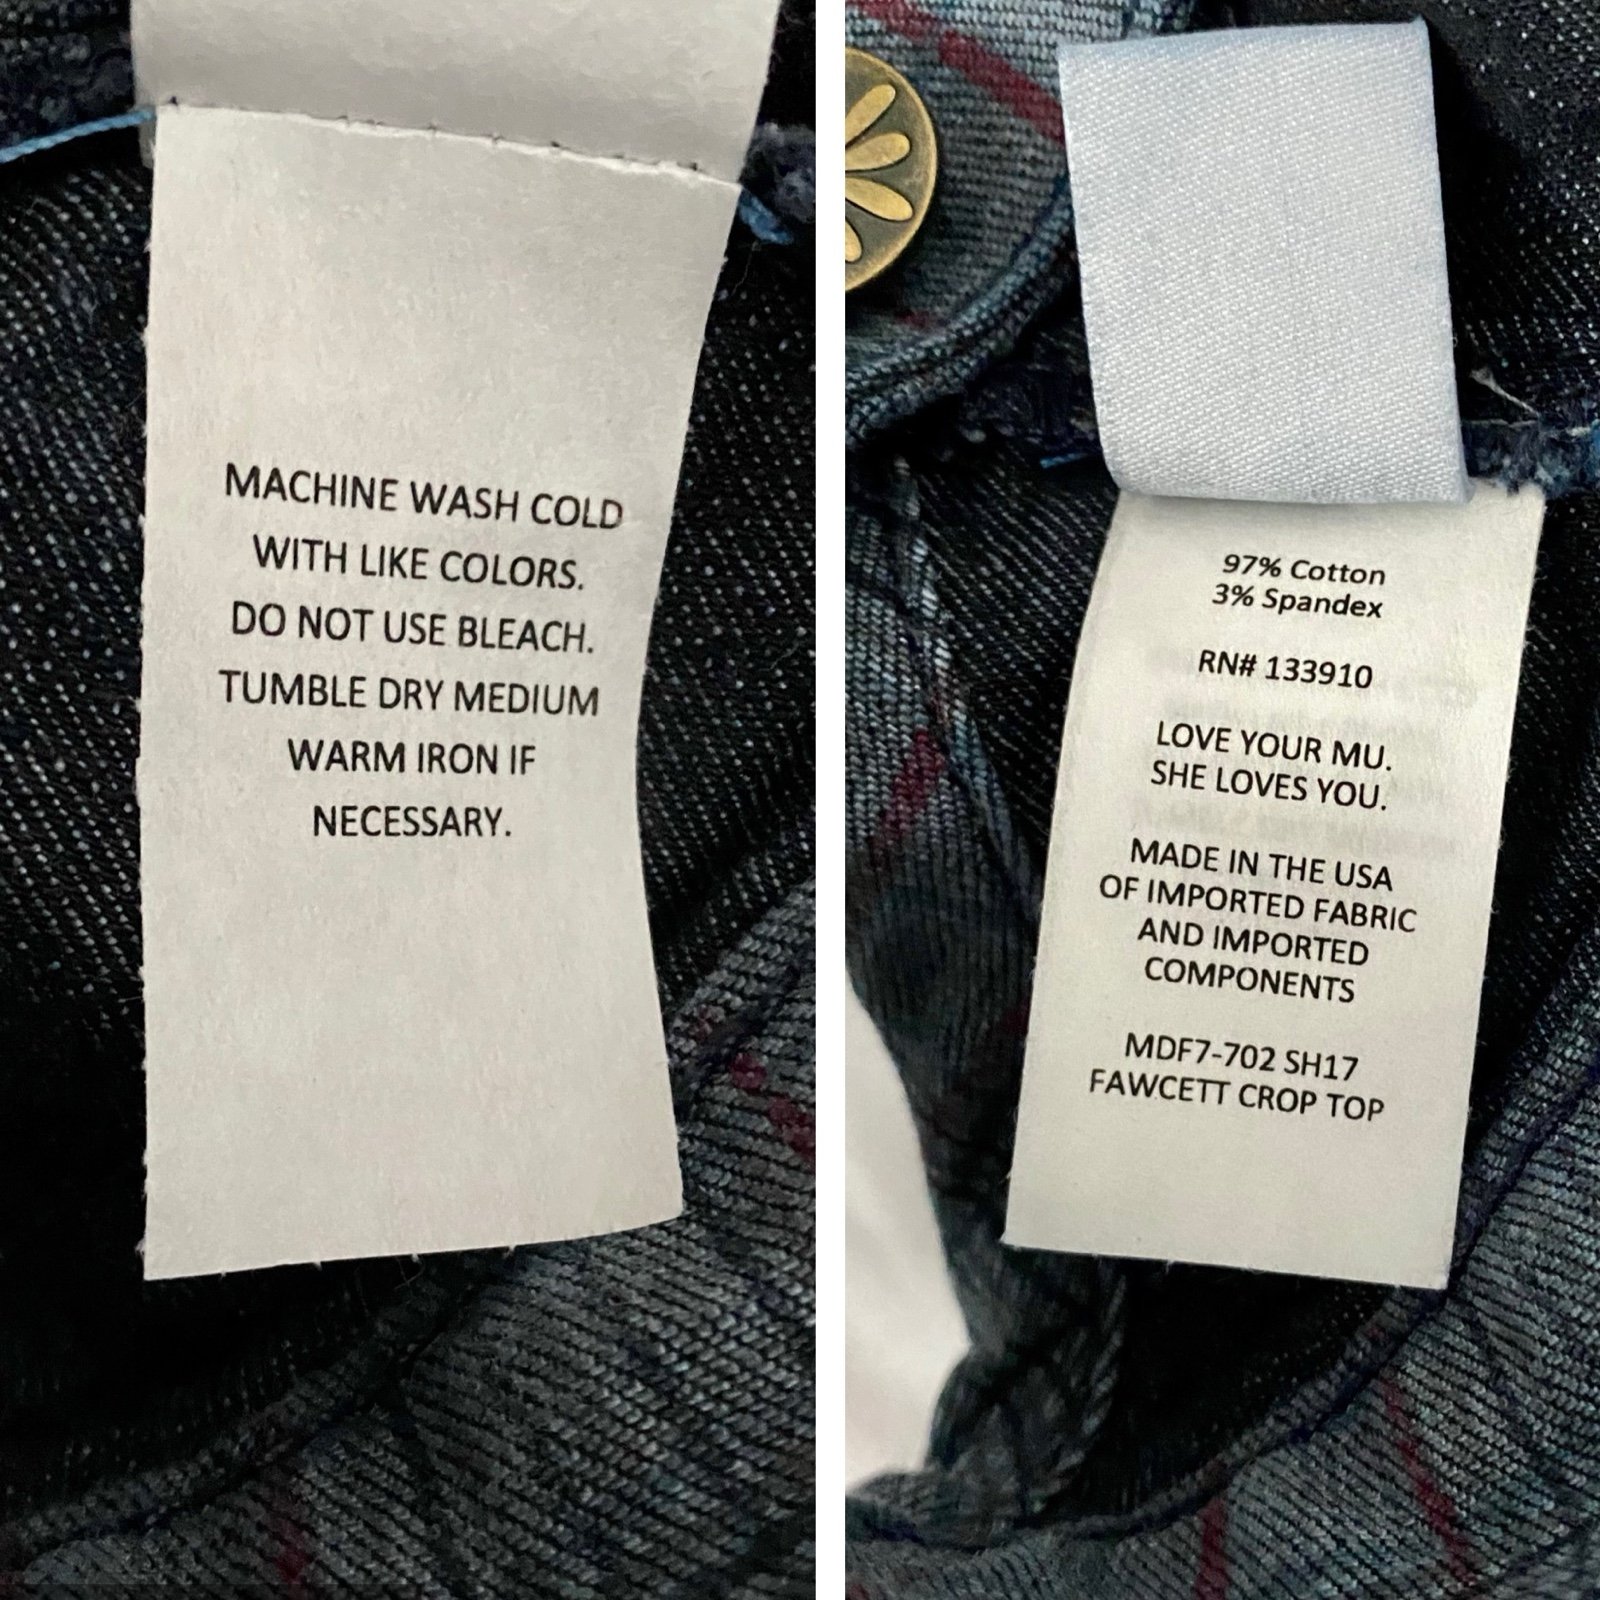 MACHINE WASH COLD
WITH LIKE COLORS.
DO NOT USE BLEACH.
TUMBLE DRY MEDIUM
WARM IRON IF
NECESSARY.
97% Cotton
3% Spandex
RN# 133910
LOVE YOUR MU.
SHE LOVES YOU.
MADE IN THE USA
OF IMPORTED FABRIC
AND IMPORTED
COMPONENTS
MDF7-702 SH17
FAWCETT CROP TOP